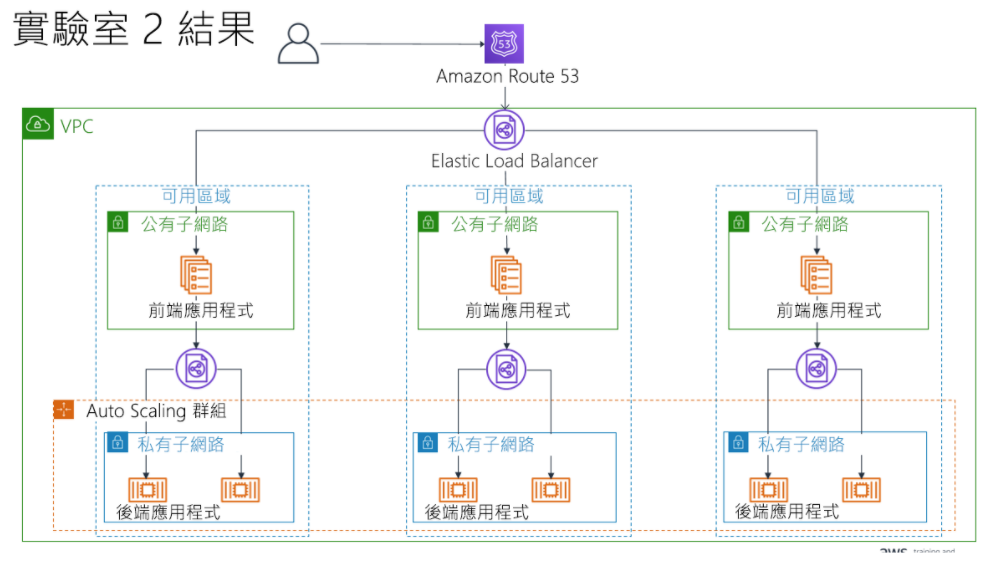 實驗室 2 結果
53
Amazon Route 53
VPC
Elastic Load Balancer
可用區域
可用區域
可用區域
公有子網路
公有子網路
公有子網路
前端應用程式
前端應用程式
前端應用程式
Auto Scaling 群組
私有子網路
私有子網路
私有子網路
後端應用程式
後端應用程式
後端應用程式
aws training and